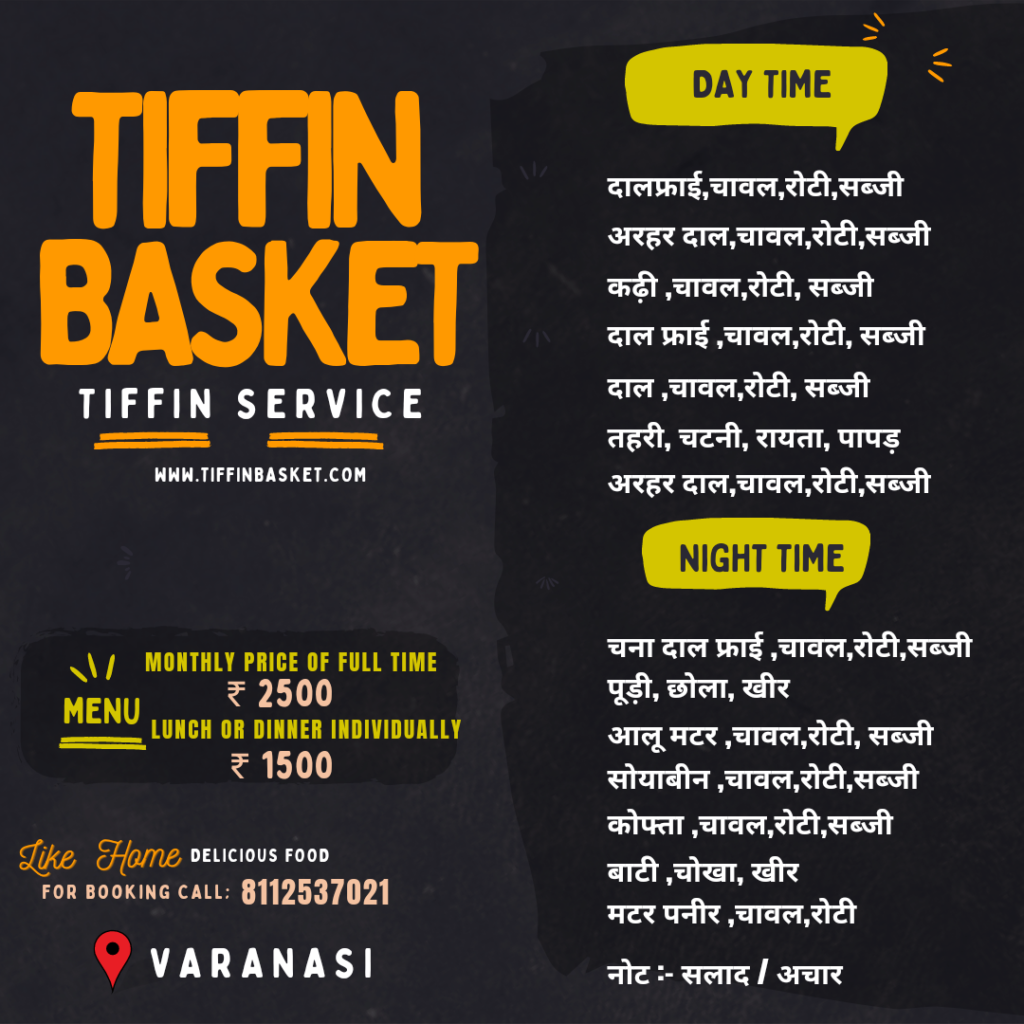 TIFFIN
BASKET
TIFFIN SERVICE
WWW.TIFFINBASKET.COM
MENU
MONTHLY PRICE OF FULL TIME
₹ 2500
LUNCH OR DINNER INDIVIDUALLY
₹ 1500
Like Home DELICIOUS FOOD
FOR BOOKING CALL: 8112537021
VARANASI
DAY TIME
दालफ्राई,चावल,रोटी,सब्जी
अरहर दाल,चावल,रोटी,सब्जी
कढ़ी ,चावल,रोटी, सब्जी
दाल फ्राई ,चावल,रोटी, सब्जी
दाल ,चावल,रोटी, सब्जी
तहरी, चटनी, रायता, पापड़
अरहर दाल,चावल,रोटी,सब्जी
NIGHT TIME
चना दाल फ्राई ,चावल,रोटी,सब्जी
पूड़ी, छोला, खीर
आलू मटर ,चावल,रोटी, सब्जी
सोयाबीन ,चावल,रोटी,सब्जी
कोफ्ता ,चावल,रोटी,सब्जी
बाटी ,चोखा, खीर
मटर पनीर ,चावल,रोटी
नोट :- सलाद / अचार